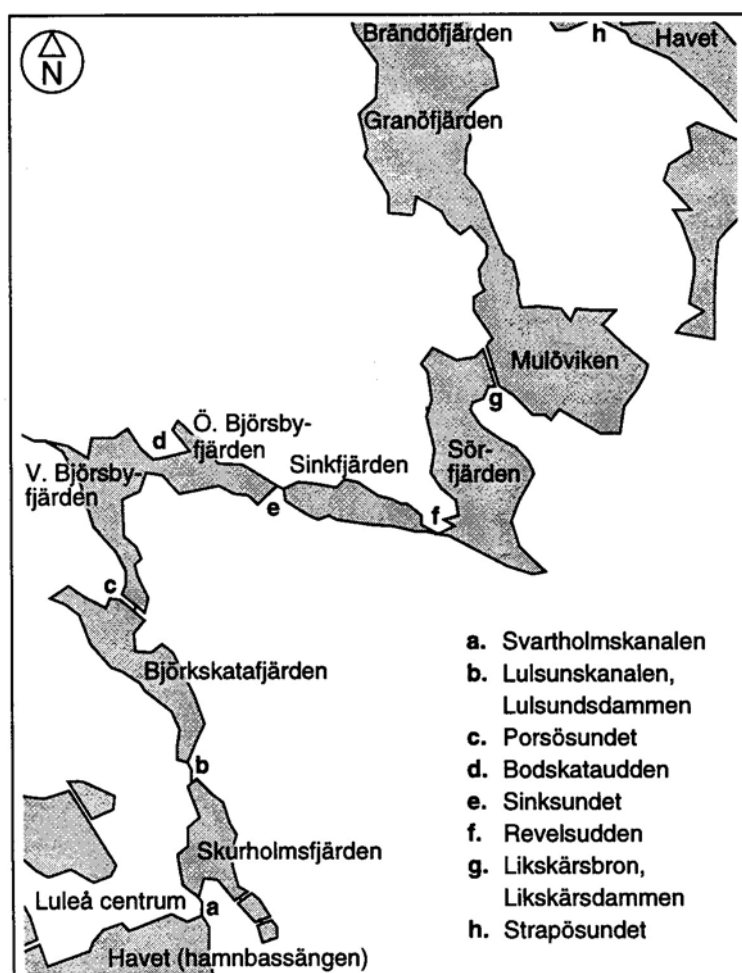 Brändöfjärden
h
Havet
N
Granöfjärden
Mulöviken
g
d
Ö. Björsby-
fjärden
V. Björsby-
fjärden
Sinkfjärden
Sör-
fjärden
e
f
c
Björkskatafjärden
b
Skurholmsfjärden
Luleå centrum
a
Havet (hamnbassängen)
a. Svartholmskanalen
b. Lulsunskanalen,
Lulsundsdammen
c. Porsösundet
d. Bodskataudden
e. Sinksundet
f. Revelsudden
g. Likskärsbron,
Likskärsdammen
h. Strapösundet